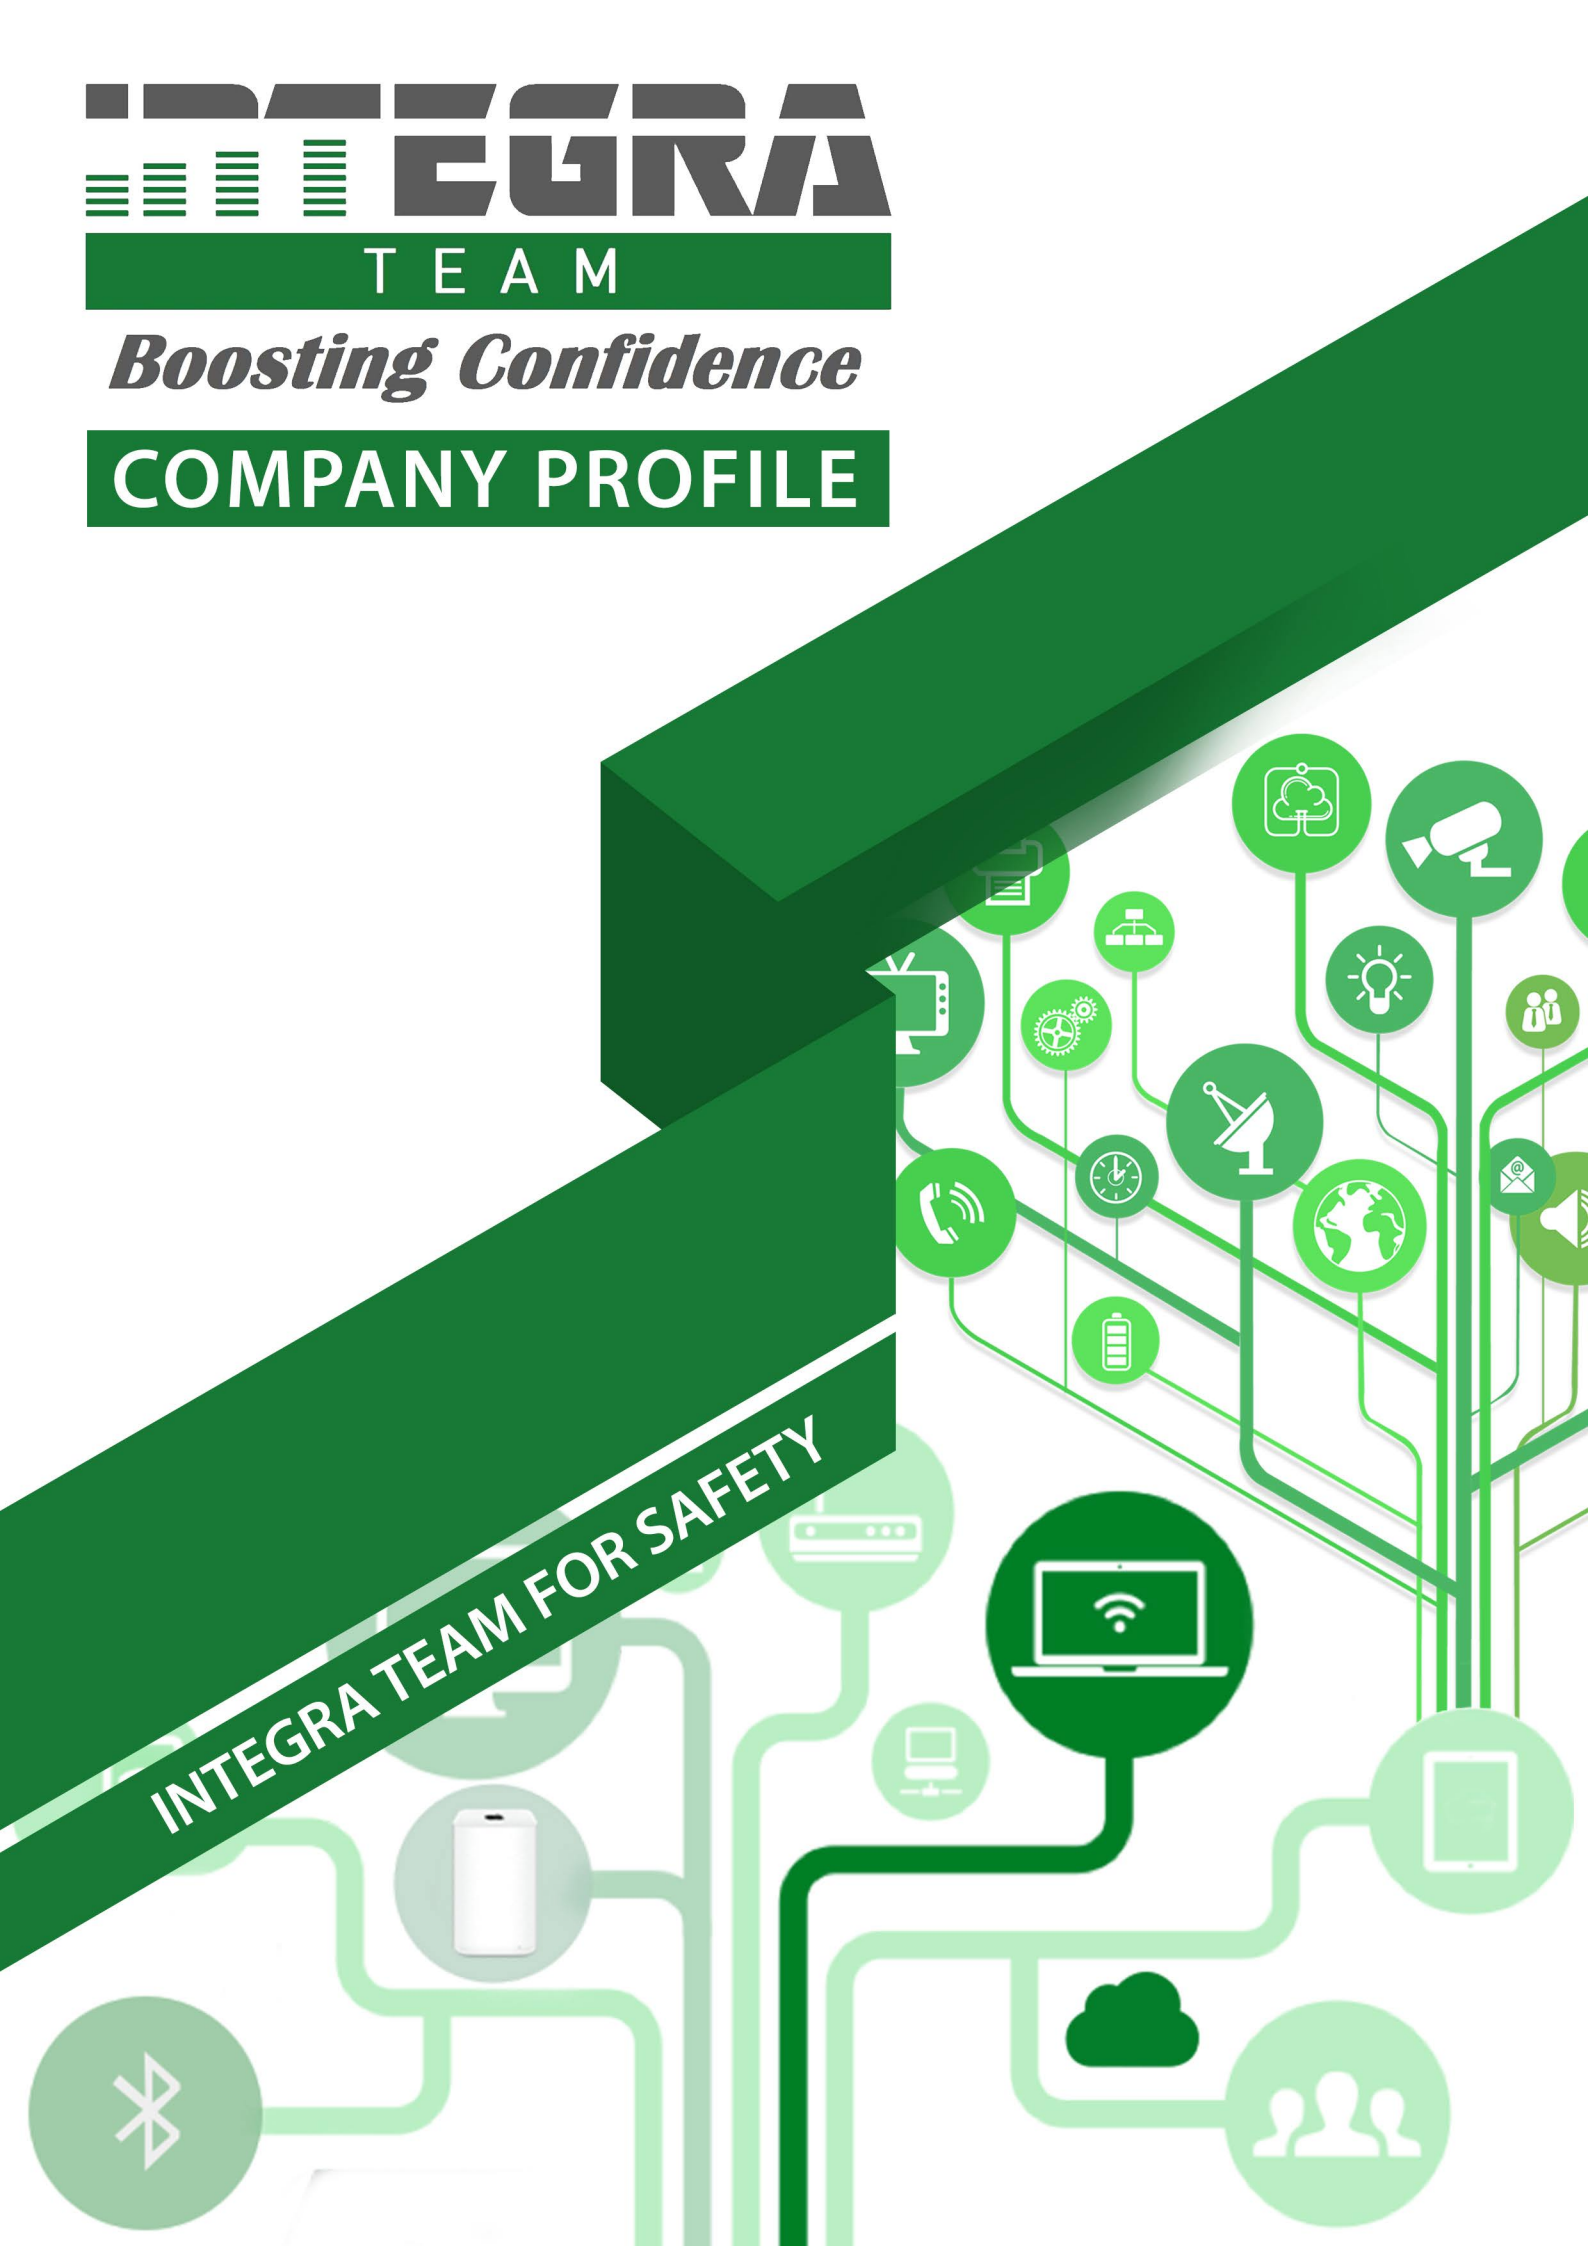 iNTEGRA
TEAM
Boosting Confidence
COMPANY PROFILE
@
INTEGRA TEAM FOR SAFETY